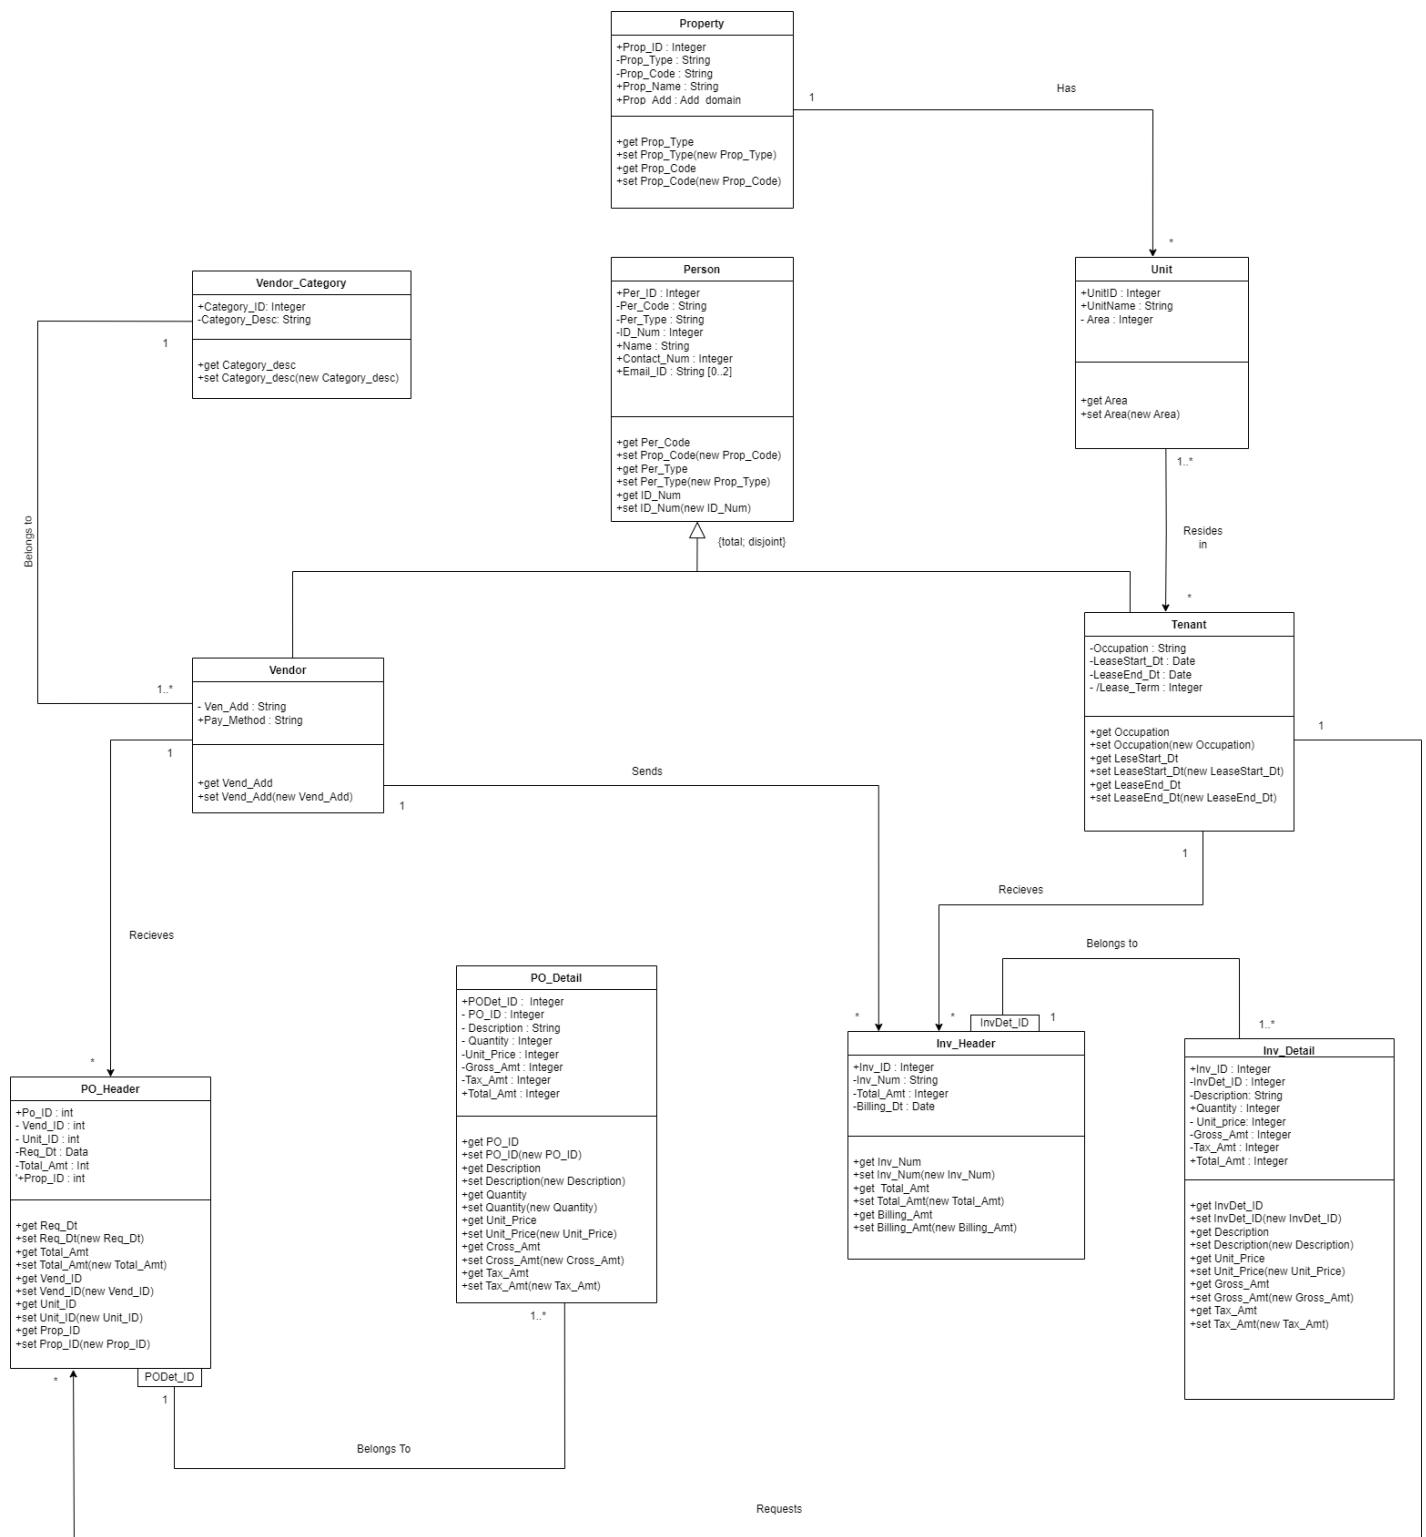 Property
+Prop_ID : Integer
-Prop_Type : String
-Prop_Code : String
+Prop_Name : String
+Prop_Add : Add_domain
+get Prop_Type
+set Prop_Type(new Prop_Type)
+get Prop_Code
+set Prop_Code(new Prop_Code)
1
Has
*
Vendor_Category
+Category_ID: Integer
-Category_Desc: String
+get Category_desc
+set Category_desc(new Category_desc)
1
Belongs to
1..*
Person
+Per_ID : Integer
-Per_Code : String
-Per_Type : String
-ID_Num : Integer
+Name : String
+Contact_Num : Integer
+Email_ID : String [0..2]
+get Per_Code
+set Prop_Code(new Prop_Code)
+get Per_Type
+set Per_Type(new Prop_Type)
+get ID_Num
+set ID_Num(new ID_Num)
{total; disjoint}
Unit
+UnitID : Integer
+UnitName : String
- Area : Integer
+get Area
+set Area(new Area)
1..*
Resides
in
*
Vendor
- Ven_Add : String
+Pay_Method : String
+get Vend_Add
+set Vend_Add(new Vend_Add)
1
Recieves
*
Sends
1
*
Tenant
-Occupation : String
-LeaseStart_Dt : Date
-LeaseEnd_Dt : Date
- /Lease_Term : Integer
+get Occupation
+set Occupation(new Occupation)
+get LeseStart_Dt
+set LeaseStart_Dt(new LeaseStart_Dt)
+get LeaseEnd_Dt
+set LeaseEnd_Dt(new LeaseEnd_Dt)
1
1
Recieves
*
Belongs to
1
1..*
PO_Detail
+PODet_ID :  Integer
- PO_ID : Integer
- Description : String
- Quantity : Integer
-Unit_Price : Integer
-Gross_Amt : Integer
-Tax_Amt : Integer
+Total_Amt : Integer
+get PO_ID
+set PO_ID(new PO_ID)
+get Description
+set Description(new Description)
+get Quantity
+set Quantity(new Quantity)
+get Unit_Price
+set Unit_Price(new Unit_Price)
+get Cross_Amt
+set Cross_Amt(new Cross_Amt)
+get Tax_Amt
+set Tax_Amt(new Tax_Amt)
1..*
InvDet_ID
Inv_Header
+Inv_ID : Integer
-Inv_Num : String
-Total_Amt : Integer
-Billing_Dt : Date
+get Inv_Num
+set Inv_Num(new Inv_Num)
+get  Total_Amt
+set Total_Amt(new Total_Amt)
+get Billing_Amt
+set Billing_Amt(new Billing_Amt)
Inv_Detail
+Inv_ID : Integer
-InvDet_ID : Integer
-Description: String
+Quantity : Integer
- Unit_price: Integer
-Gross_Amt : Integer
-Tax_Amt : Integer
+Total_Amt : Integer
+get InvDet_ID
+set InvDet_ID(new InvDet_ID)
+get Description
+set Description(new Description)
+get Unit_Price
+set Unit_Price(new Unit_Price)
+get Gross_Amt
+set Gross_Amt(new Gross_Amt)
+get Tax_Amt
+set Tax_Amt(new Tax_Amt)
PO_Header
+Po_ID : int
- Vend_ID : int
- Unit_ID : int
-Req_Dt : Data
-Total_Amt : Int
'+Prop_ID : int
+get Req_Dt
+set Req_Dt(new Req_Dt)
+get Total_Amt
+set Total_Amt(new Total_Amt)
+get Vend_ID
+set Vend_ID(new Vend_ID)
+get Unit_ID
+set Unit_ID(new Unit_ID)
+get Prop_ID
+set Prop_ID(new Prop_ID)
*
PODet_ID
1
Belongs To
Requests